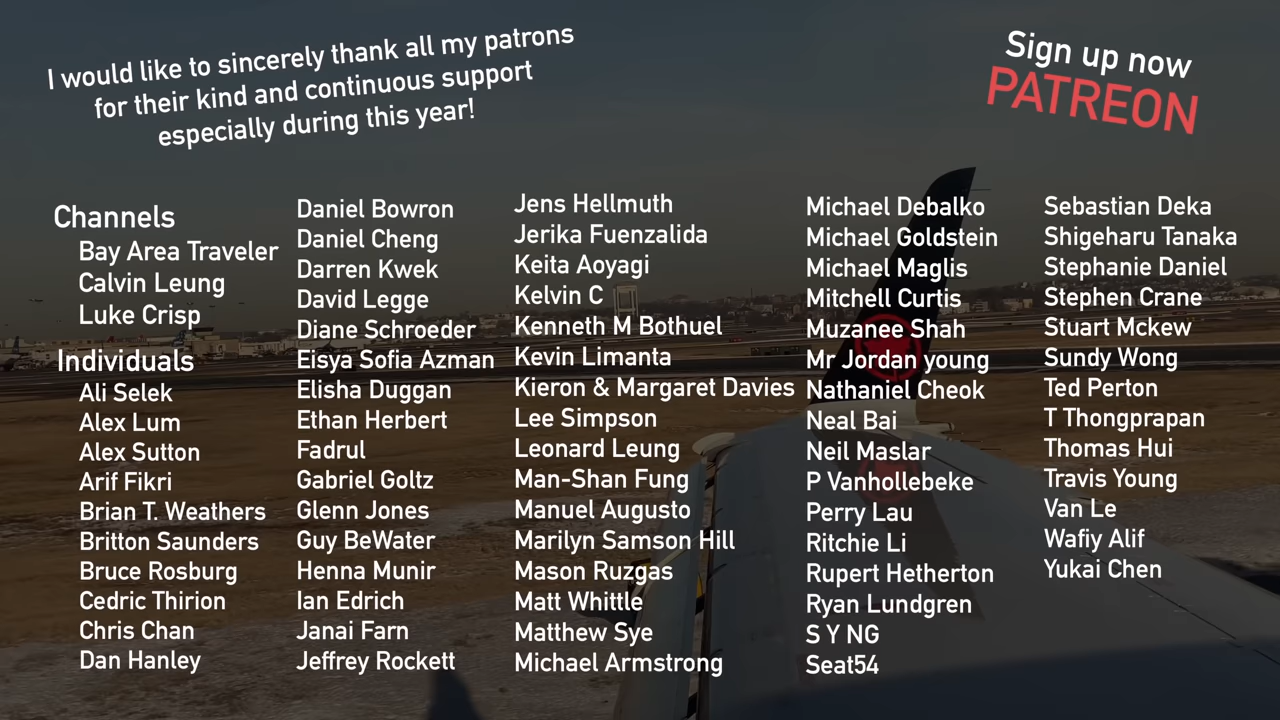 I would like to sincerely thank all my patrons
for their kind and continuous support
especially during this year!
Sign up now
PATREON
Channels
Bay Area Traveler
Calvin Leung
Luke Crisp
Individuals
Ali Selek
Alex Lum
Alex Sutton
Arif Fikri
Brian T. Weathers
Britton Saunders
Bruce Rosburg
Cedric Thirion
Chris Chan
Dan Hanley
Daniel Bowron
Daniel Cheng
Darren Kwek
David Legge
Diane Schroeder
Eisya Sofia Azman
Elisha Duggan
Ethan Herbert
Fadrul
Gabriel Goltz
Glenn Jones
Guy BeWater
Henna Munir
Ian Edrich
Janai Farn
Jeffrey Rockett
Jens Hellmuth
Jerika Fuenzalida
Keita Aoyagi
Kelvin C
Kenneth M Bothuel
Kevin Limanta
Kieron & Margaret Davies
Lee Simpson
Leonard Leung
Man-Shan Fung
Manuel Augusto
Marilyn Samson Hill
Mason Ruzgas
Matt Whittle
Matthew Sye
Michael Armstrong
Michael Debalko
Michael Goldstein
Michael Maglis
Mitchell Curtis
Muzanee Shah
Mr Jordan young
Nathaniel Cheok
Neal Bai
Neil Maslar
P Vanhollebeke
Perry Lau
Ritchie Li
Rupert Hetherton
Ryan Lundgren
S Y NG
Seat54
Sebastian Deka
Shigeharu Tanaka
Stephanie Daniel
Stephen Crane
Stuart Mckew
Sundy Wong
Ted Perton
T Thongprapan
Thomas Hui
Travis Young
Van Le
Wafiy Alif
Yukai Chen